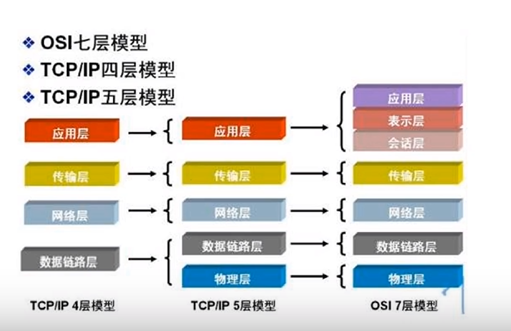 ❖ OSI七层模型
❖ TCP/IP四层模型
❖ TCP/IP五层模型
应用层
应用层
应用层
表示层
会话层
传输层
传输层
传输层
网络层
网络层
网络层
数据链路层
数据链路层
数据链路层
物理层
物理层
TCP/IP 4层模型
TCP/IP 5层模型
OSI 7层模型